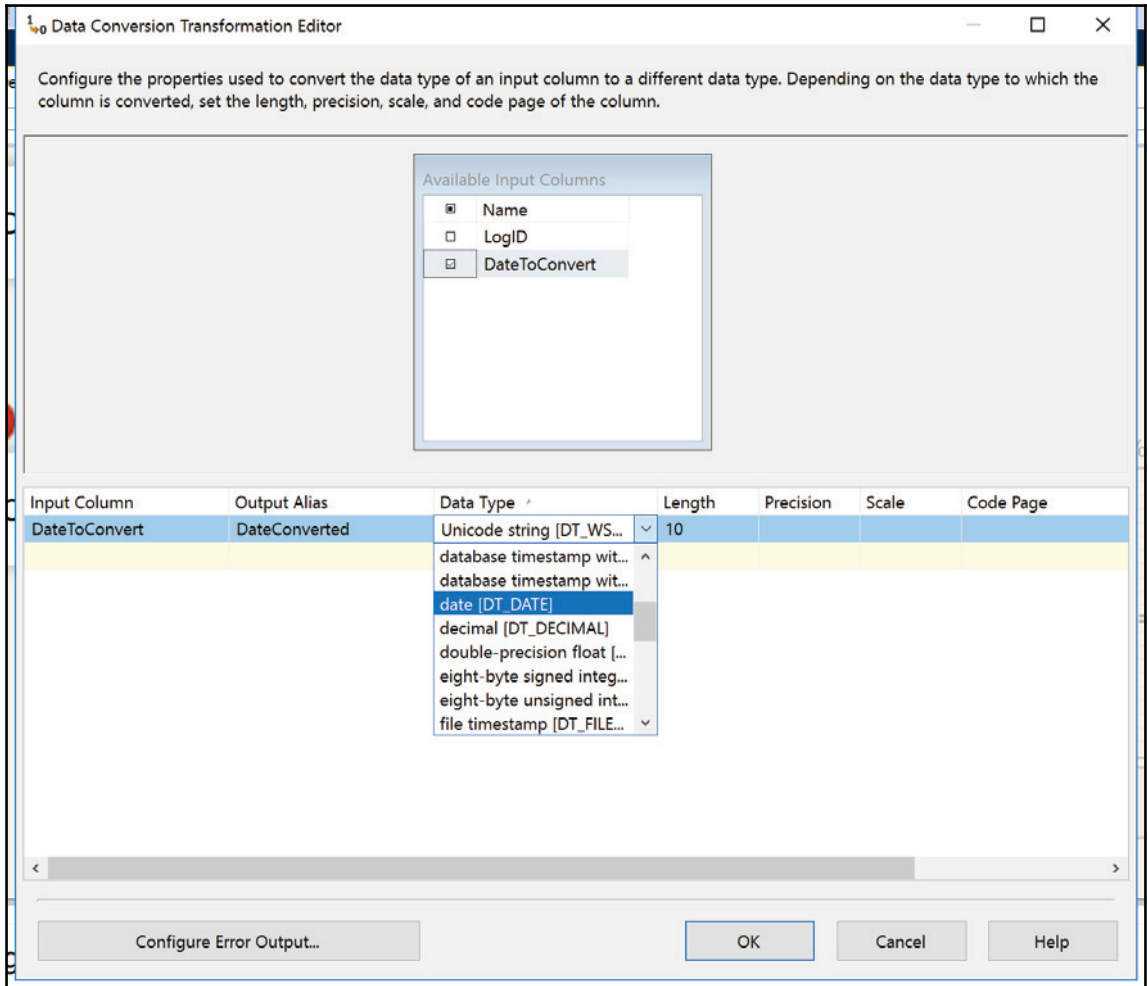 Data Conversion Transformation Editor
Configure the properties used to convert the data type of an input column to a different data type. Depending on the data type to which the
column is converted, set the length, precision, scale, and code page of the column.
Available Input Columns
Name
LogID
DateToConvert
Input Column Output Alias Data Type Length Precision Scale Code Page
DateToConvert DateConverted Unicode string [DT_WS... 10
database timestamp wit...
database timestamp wit...
date [DT_DATE]
decimal [DT_DECIMAL]
double-precision float [...
eight-byte signed integ...
eight-byte unsigned int...
file timestamp [DT_FILE...
Configure Error Output... OK Cancel Help